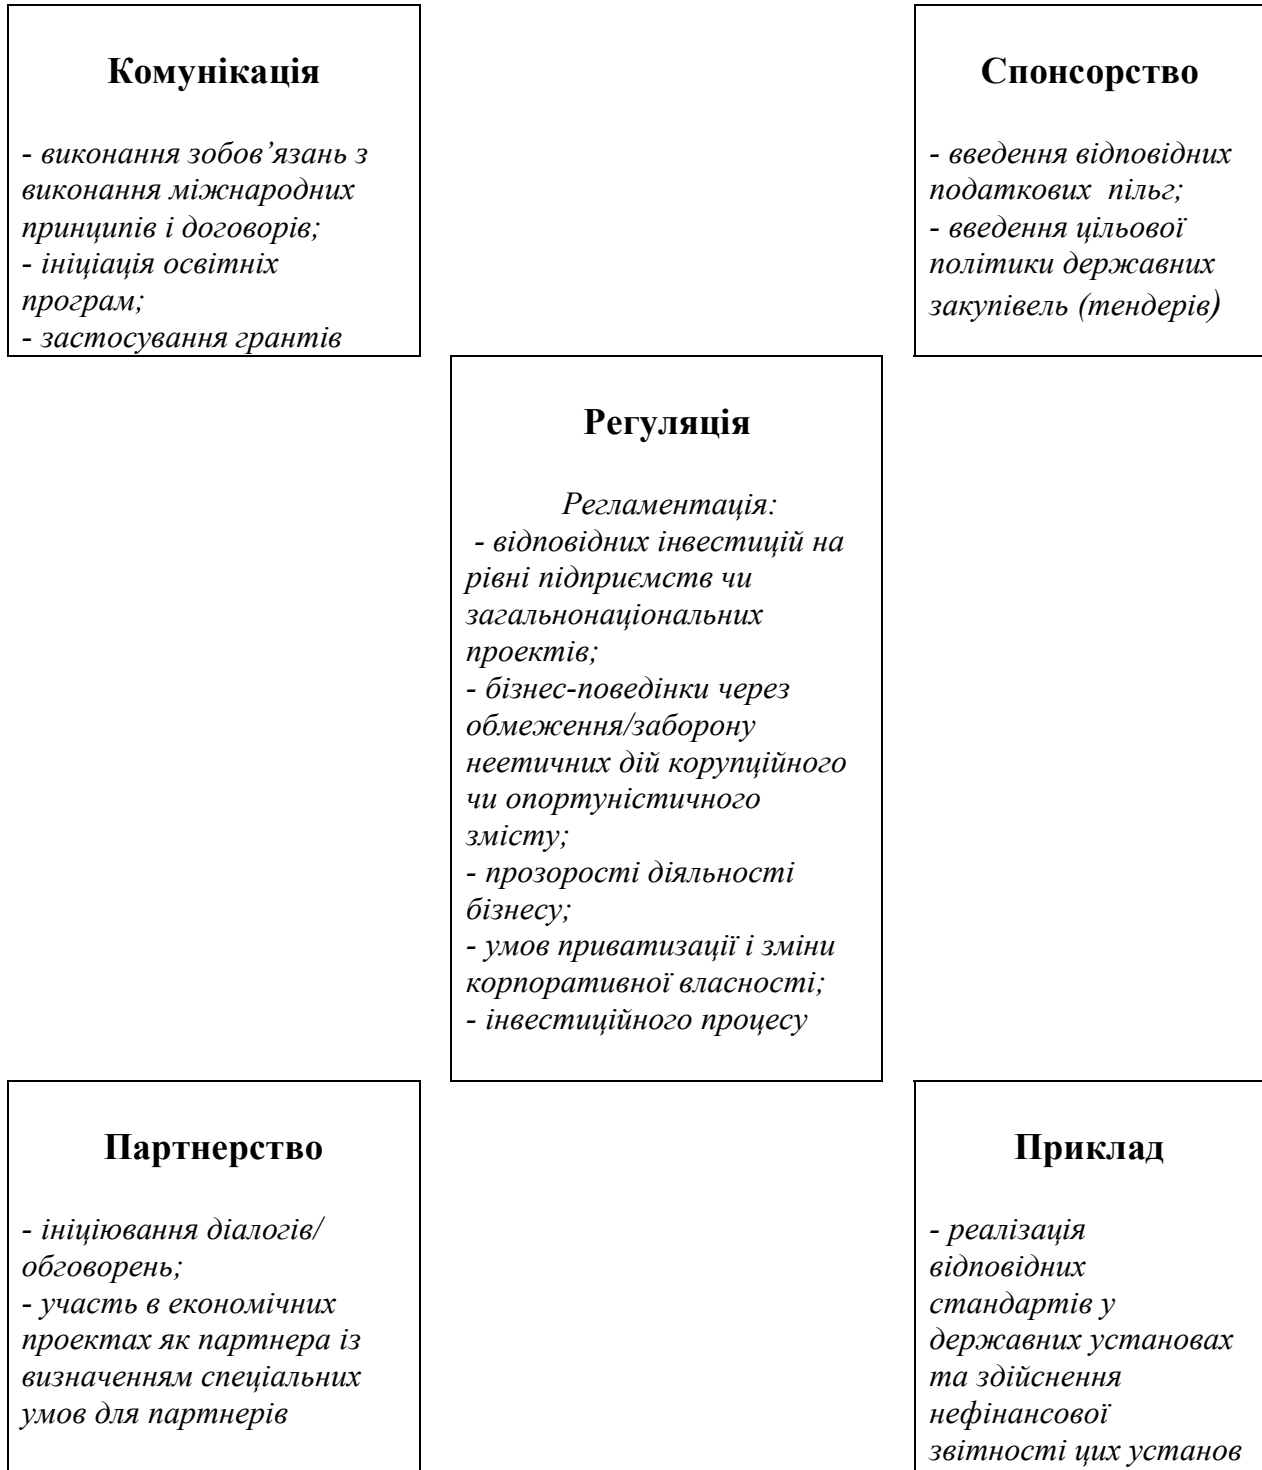 Комунікація
- виконання зобов’язань з
виконання міжнародних
принципів і договорів;
- ініціація освітніх
програм;
- застосування грантів
Спонсорство
- введення відповідних
податкових пільг;
- введення цільової
політики державних
закупівель (тендерів)
Регуляція
Регламентація:
- відповідних інвестицій на
рівні підприємств чи
загальнонаціональних
проектів;
- бізнес-поведінки через
обмеження/заборону
неетичних дій корупційного
чи опортуністичного
змісту;
- прозорості діяльності
бізнесу;
- умов приватизації і зміни
корпоративної власності;
- інвестиційного процесу
Партнерство
- ініціювання діалогів/
обговорень;
- участь в економічних
проектах як партнера із
визначенням спеціальних
умов для партнерів
Приклад
- реалізація
відповідних
стандартів у
державних установах
та здійснення
нефінансової
звітності цих установ